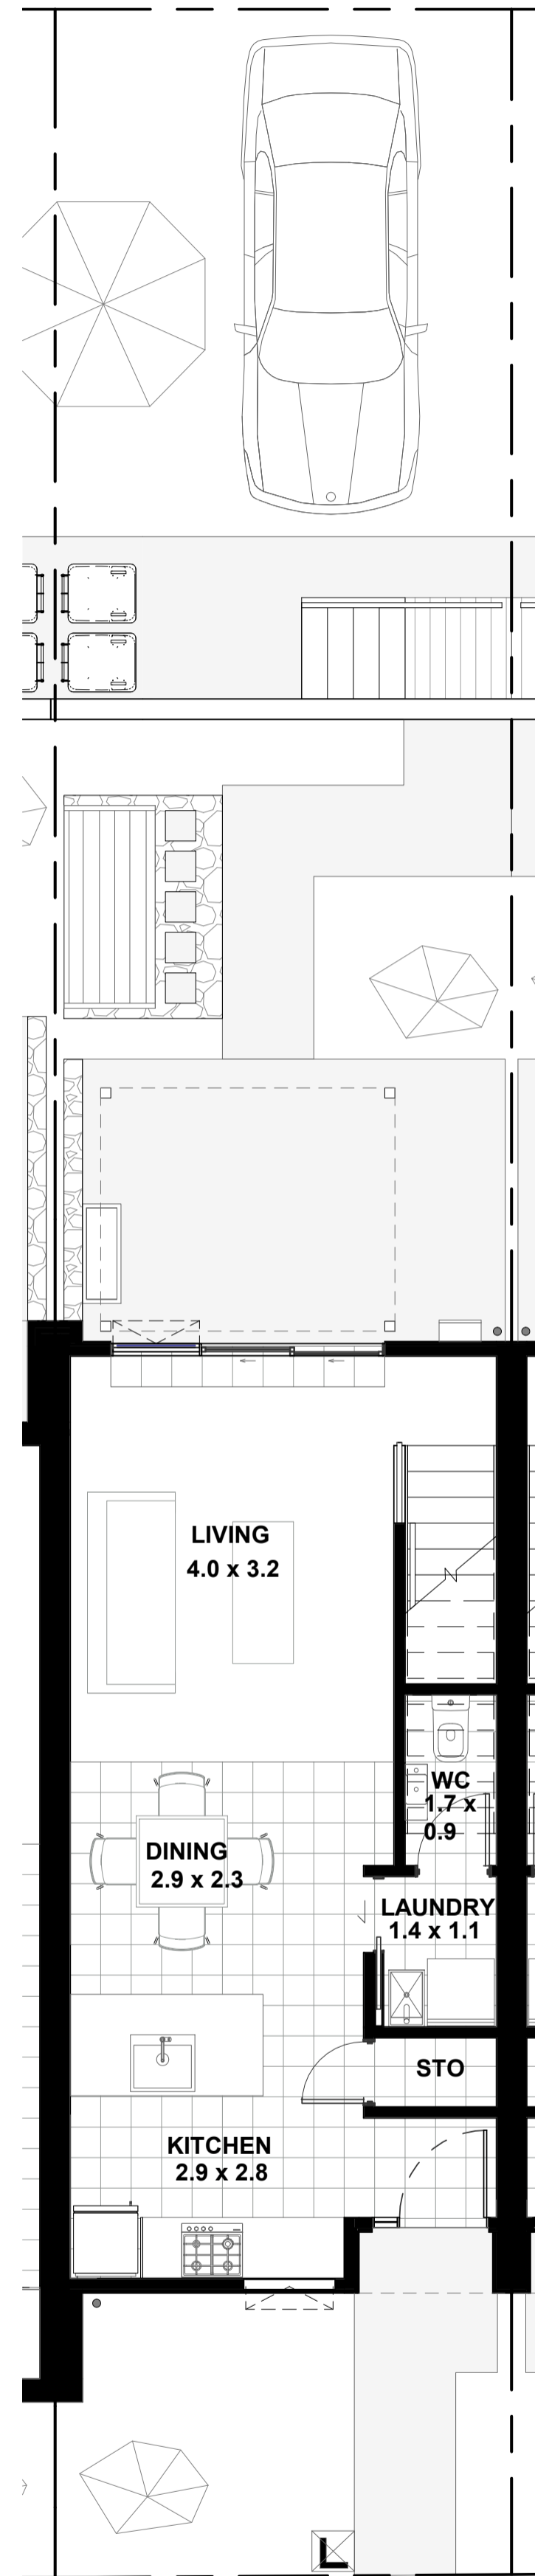 LIVING
4.0 x 3.2
WC
1.7 x
0.9
DINING
2.9 x 2.3
LAUNDRY
1.4 x 1.1
STO
KITCHEN
2.9 x 2.8
L